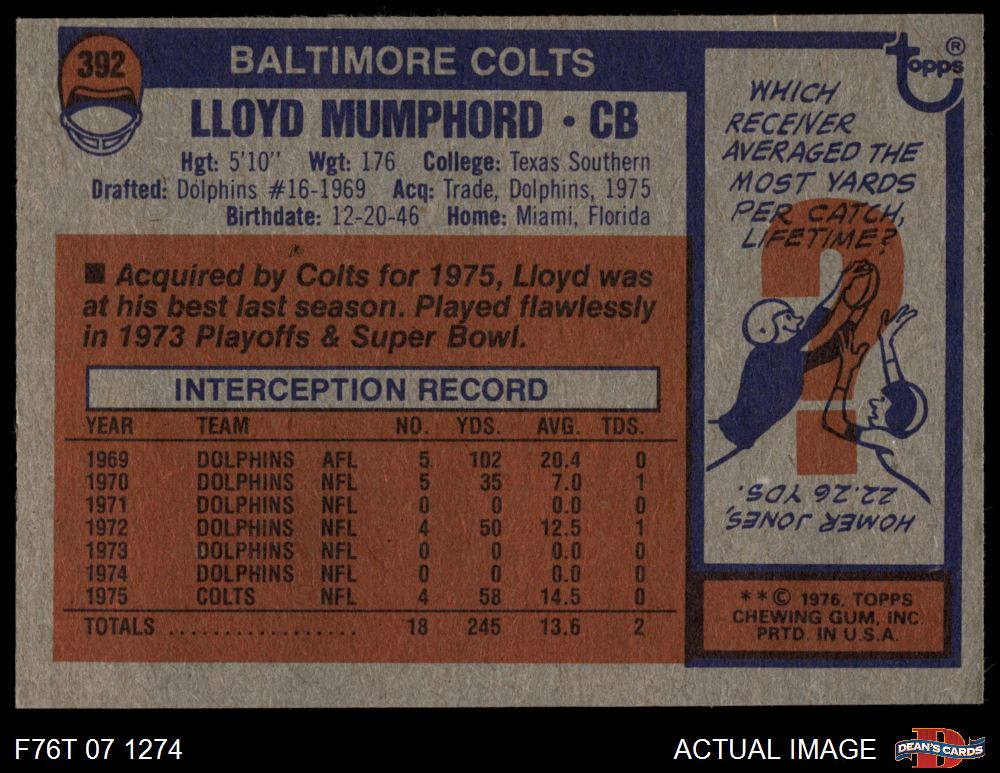 392
BALTIMORE COLTS
LLOYD MUMPHORD • CB
Hgt: 5'10" Wgt: 176 College: Texas Southern
Drafted: Dolphins #16-1969 Acq: Trade, Dolphins, 1975
Birthdate: 12-20-46 Home: Miami, Florida
■ Acquired by Colts for 1975, Lloyd was
at his best last season. Played flawlessly
in 1973 Playoffs & Super Bowl.
INTERCEPTION RECORD
YEAR TEAM NO. YDS. AVG. TDS.
1969 DOLPHINS AFL 5 102 20.4 0
1970 DOLPHINS NFL 5 35 7.0 1
1971 DOLPHINS NFL 0 0 0.0 0
1972 DOLPHINS NFL 4 50 12.5 1
1973 DOLPHINS NFL 0 0 0.0 0
1974 DOLPHINS NFL 0 0 0.0 0
1975 COLTS NFL 4 58 14.5 0
TOTALS ................. 18 245 13.6 2
topps ®
WHICH
RECEIVER
AVERAGED THE
MOST YARDS
PER CATCH,
LIFETIME?
?
HOMER JONES,
22.26 YDS.
**© 1976, TOPPS
CHEWING GUM, INC.
PRTD. IN U.S.A.
F76T 07 1274
ACTUAL IMAGE
D
DEAN'S CARDS